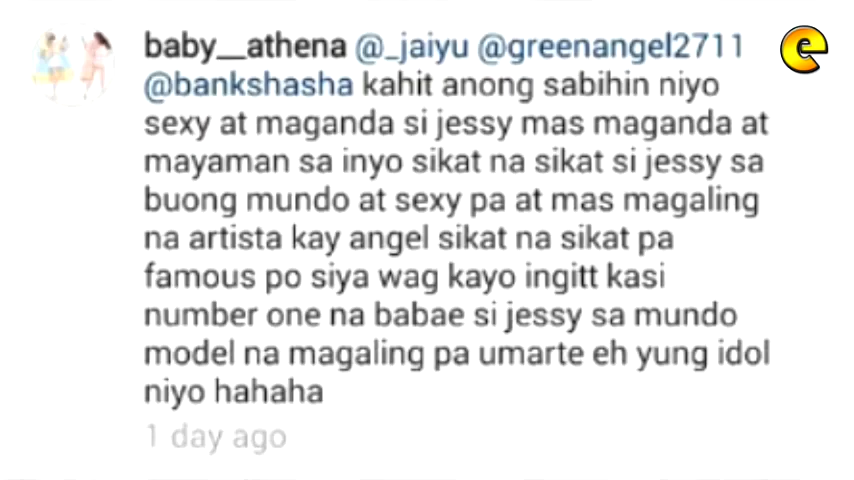 baby__athena @_jaiyu @greenangel2711
@bankshasha kahit anong sabihin niyo
sexy at maganda si jessy mas maganda at
mayaman sa inyo sikat na sikat si jessy sa
buong mundo at sexy pa at mas magaling
na artista kay angel sikat na sikat pa
famous po siya wag kayo ingitt kasi
number one na babae si jessy sa mundo
model na magaling pa umarte eh yung idol
niyo hahaha
1 day ago
e